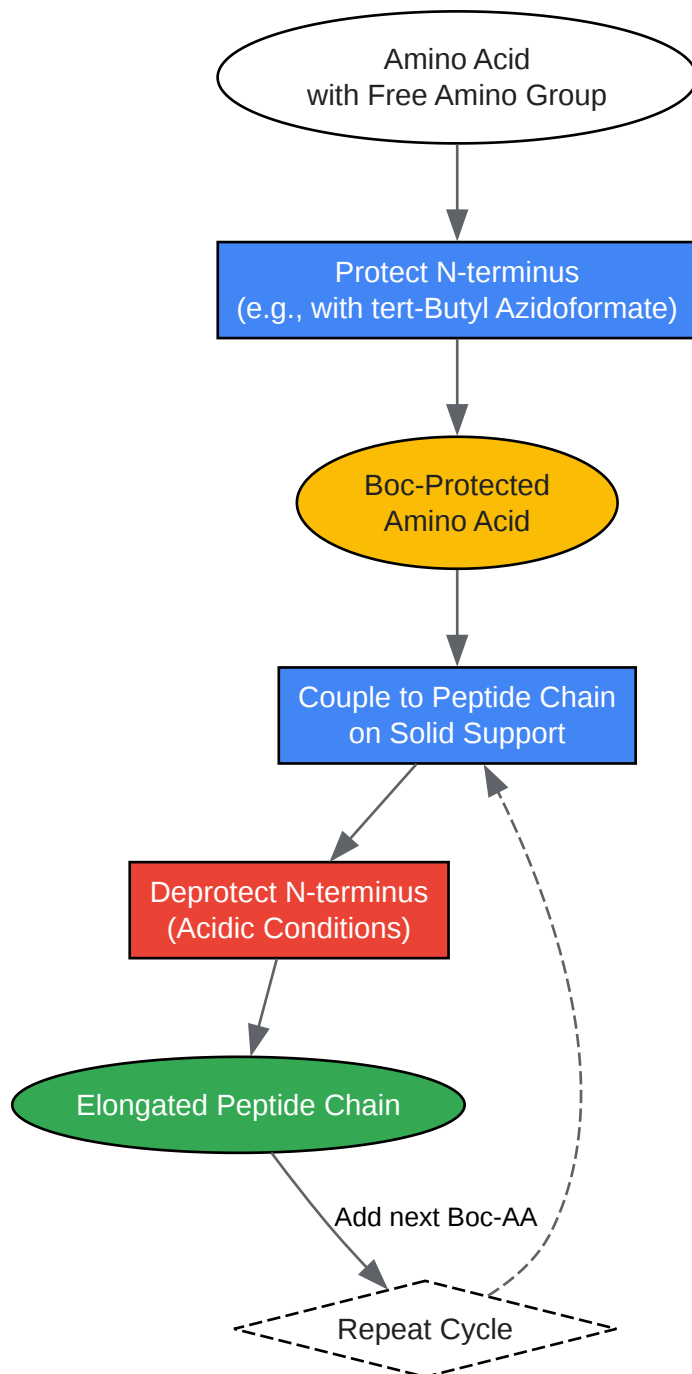 Amino Acid
with Free Amino Group
Protect N-terminus
(e.g., with tert-Butyl Azidoformate)
Boc-Protected
Amino Acid
Couple to Peptide Chain
on Solid Support
Deprotect N-terminus
(Acidic Conditions)
Elongated Peptide Chain
Add next Boc-AA
Repeat Cycle